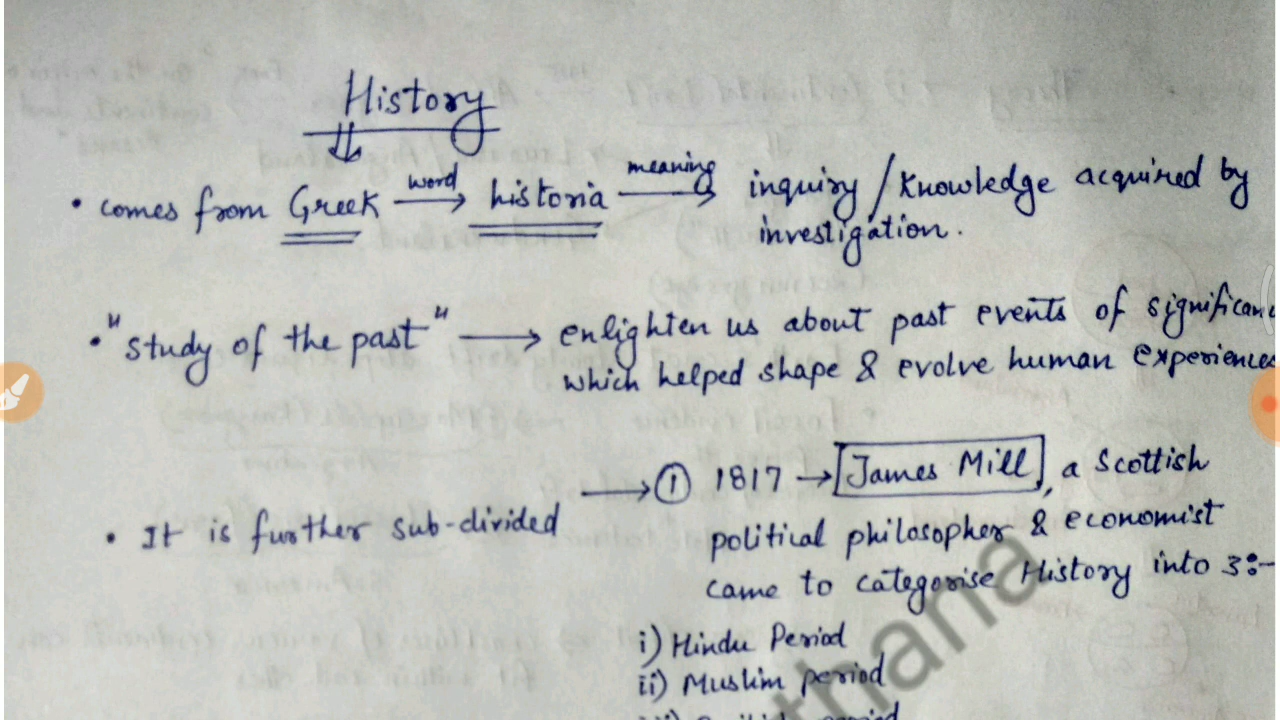 History
• comes from Greek word→ historia meaning→ inquiry / Knowledge acquired by
investigation.
• "study of the past" → enlighten us about past events of
which helped shape & evolve human experiences
→ ① 1817 → James Mill, a Scottish
• It is further sub-divided
political philosopher & economist
came to categorise History into 3:-
i) Hindu Period
ii) Muslim period
thana